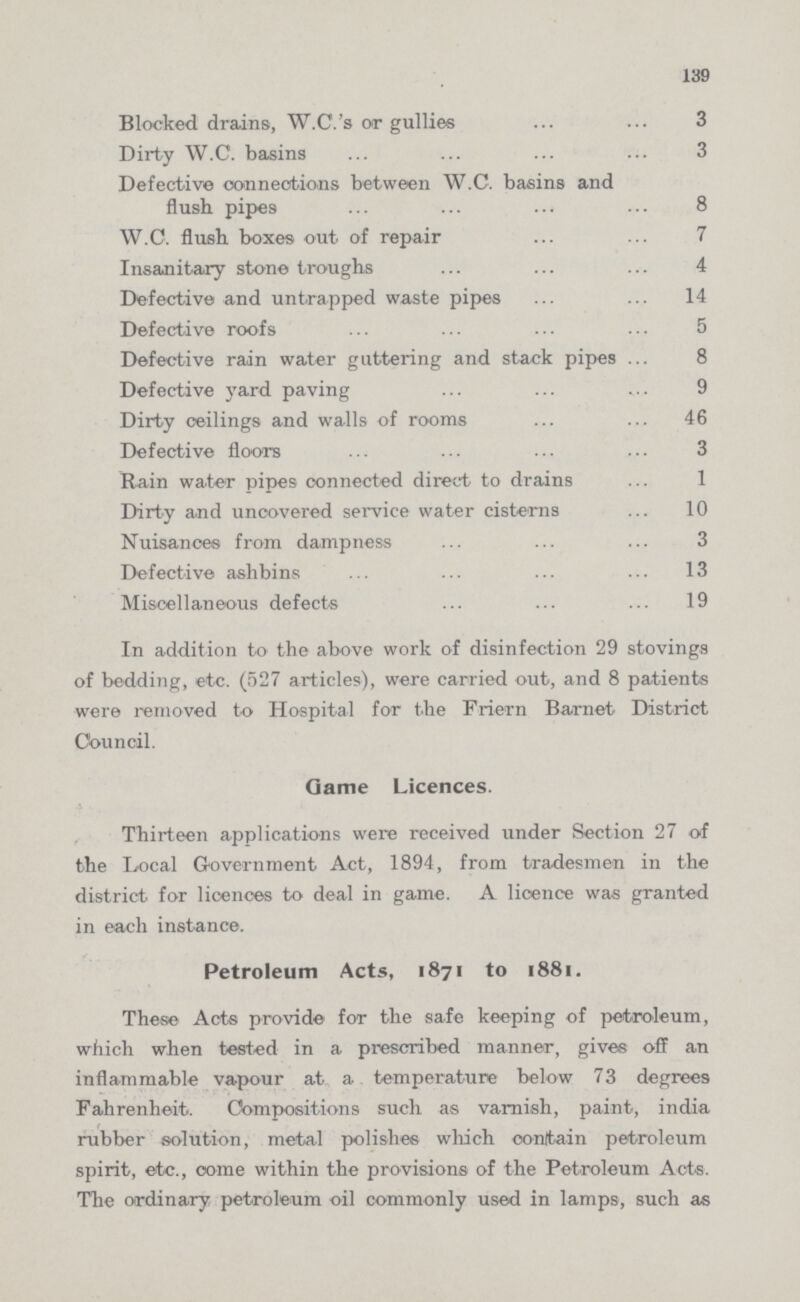 139
Blocked drains, W.C.'s or gullies ... ... 3
Dirty W.C. basins ... ... ... ... 3
Defective connections between W.C. basins and
flush pipes ... ... ... ... 8
W.C. flush boxes out of repair ... ... 7
Insanitary stone troughs ... ... ... 4
Defective and untrapped waste pipes ... ... 14
Defective roofs ... ... ... ... 5
Defective rain water guttering and stack pipes ... 8
Defective yard paving ... ... ... 9
Dirty ceilings and walls of rooms ... ... 46
Defective floors ... ... ... ... 3
Rain water pipes connected direct to drains ... 1
Dirty and uncovered service water cisterns ... 10
Nuisances from dampness ... ... ... 3
Defective ashbins ... ... ... ... 13
Miscellaneous defects ... ... ... 19
In addition to the above work of disinfection 29 stovings
of bedding, etc. (527 articles), were carried out, and 8 patients
were removed to Hospital for the Friern Barnet District
Council.
Game Licences.
Thirteen applications were received under Section 27 of
the Local Government Act, 1894, from tradesmen in the
district for licences to deal in game. A licence was granted
in each instance.
Petroleum Acts, 1871 to 1881.
These Acts provide for the safe keeping of petroleum,
which when tested in a prescribed manner, gives off an
inflammable vapour at a temperature below 73 degrees
Fahrenheit. Compositions such as varnish, paint, india
rubber solution, metal polishes which contain petroleum
spirit, etc., come within the provisions of the Petroleum Acts.
The ordinary petroleum oil commonly used in lamps, such as